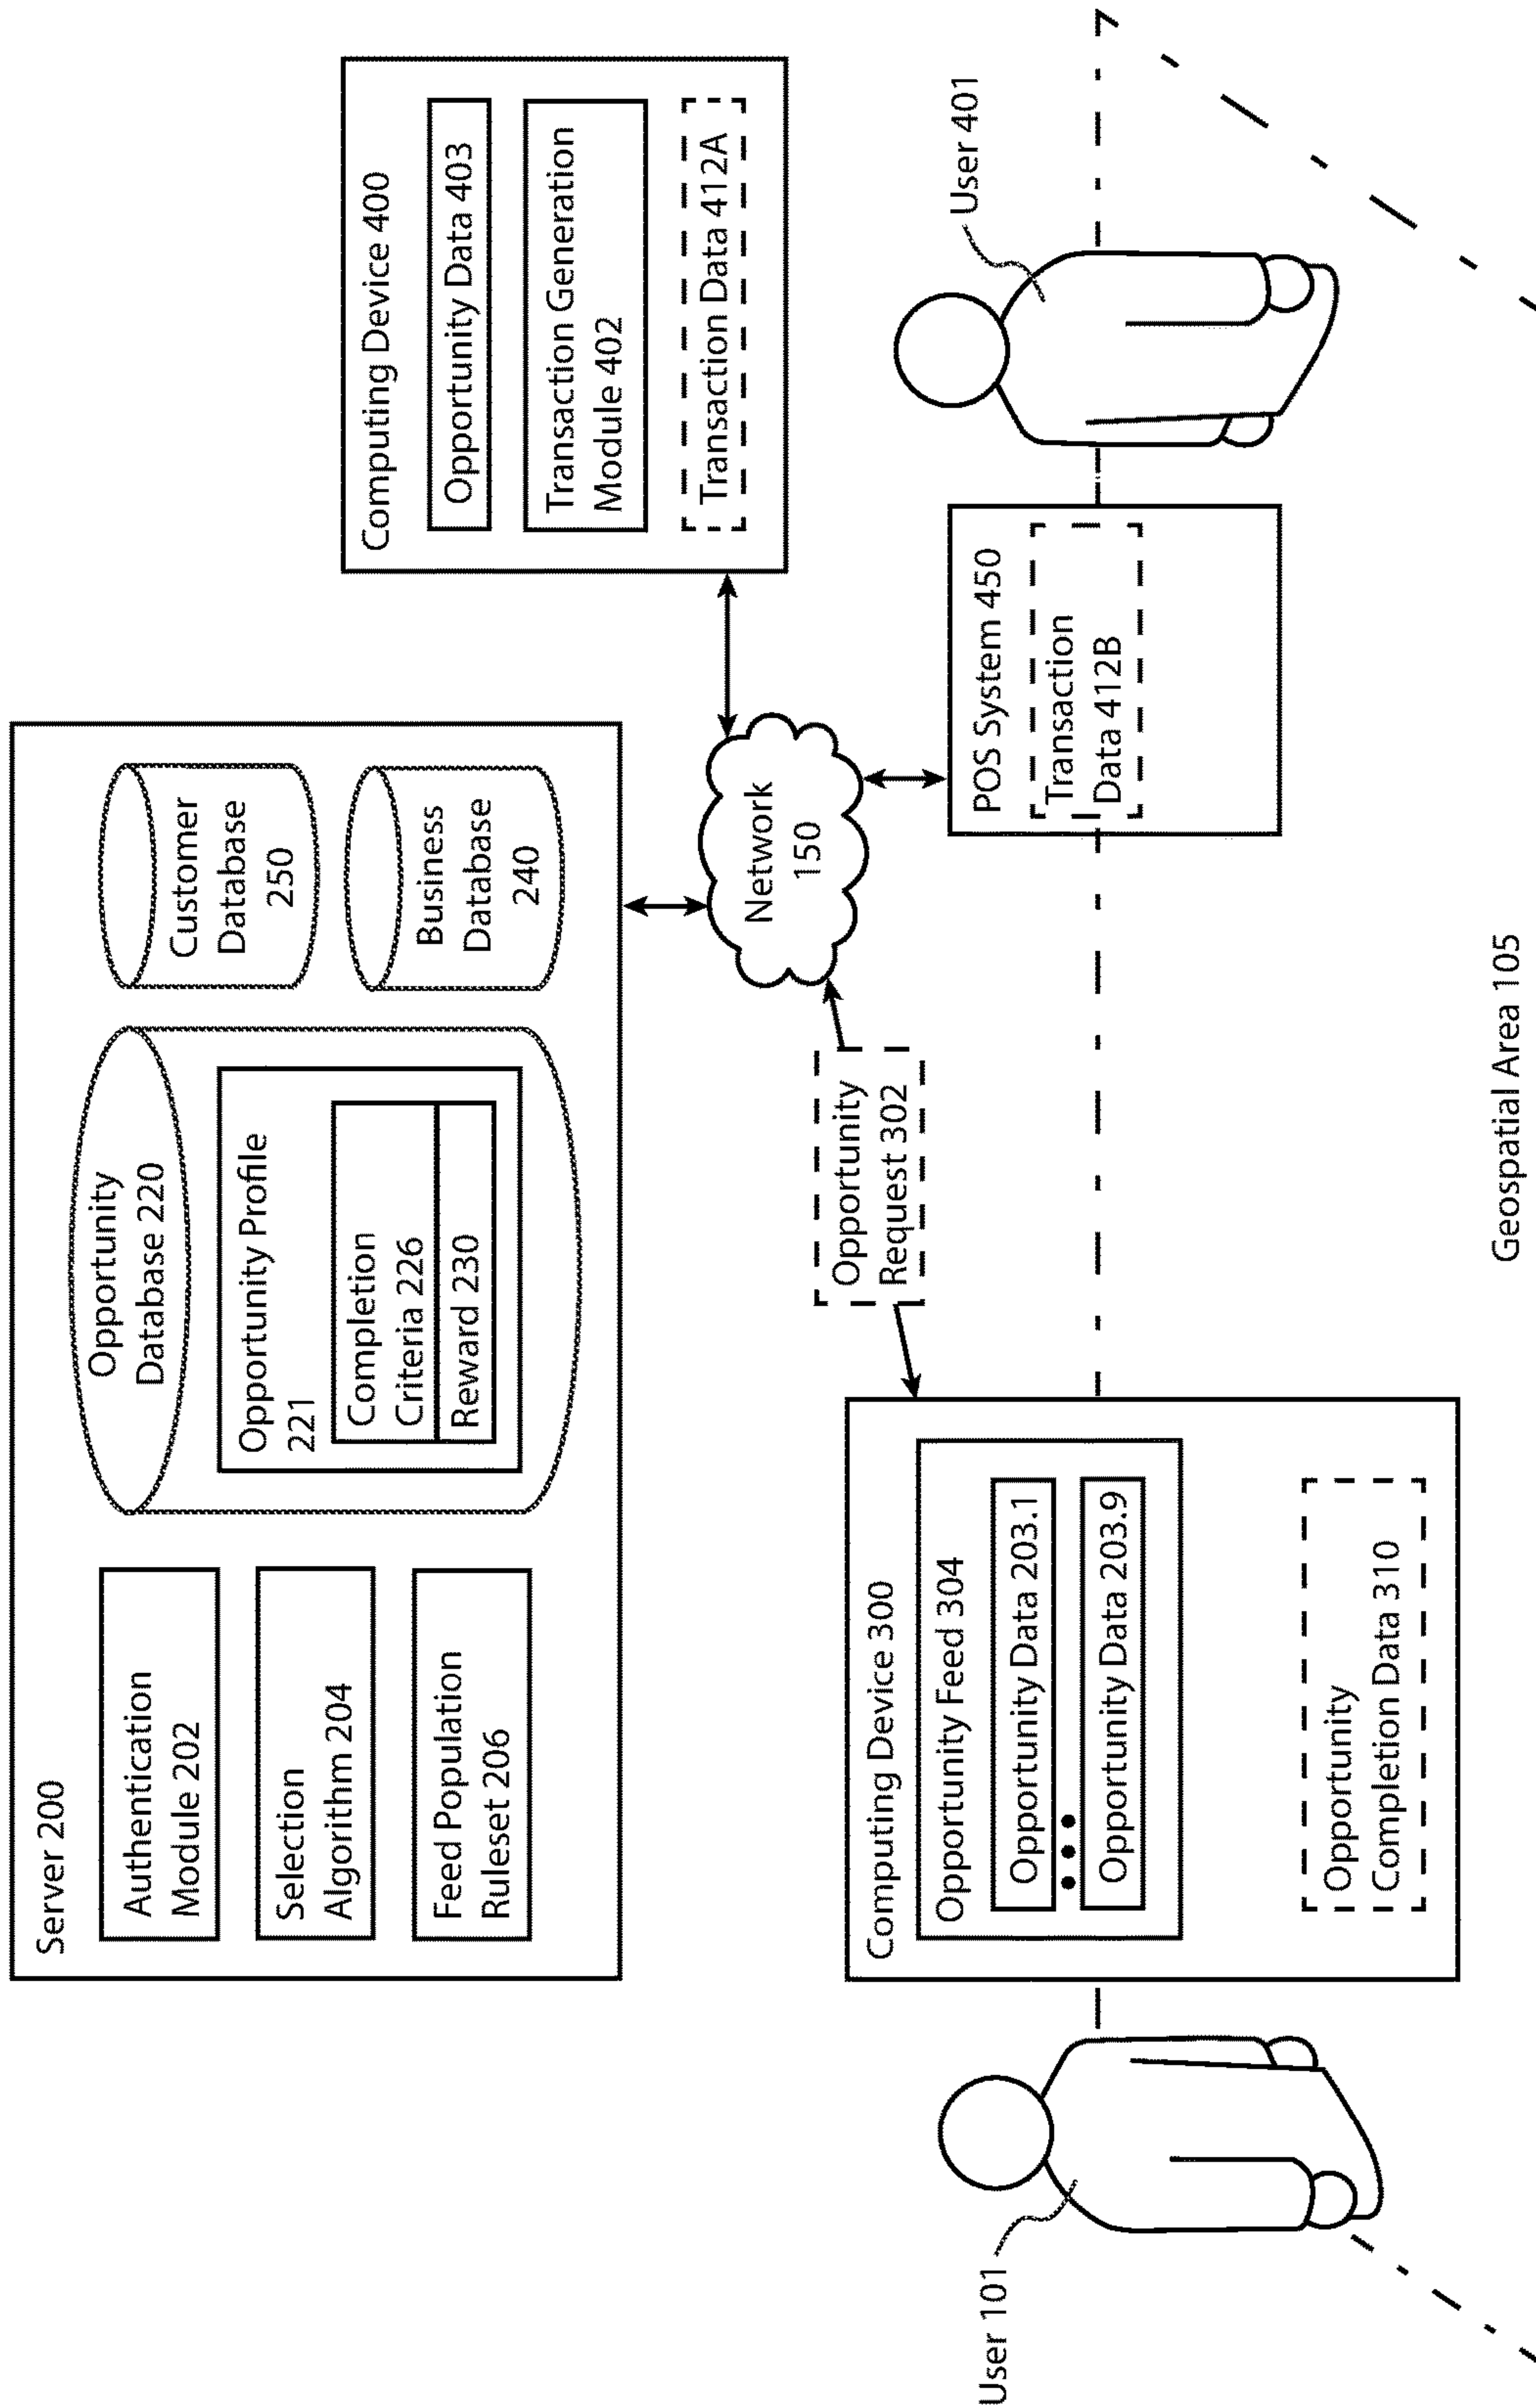 Server 200
Authentication
Module 202
Selection
Algorithm 204
Feed Population
Ruleset 206
Opportunity
Database 220
Opportunity Profile
221
Completion
Criteria 226
Reward 230
Customer
Database
250
Business
Database
240
Computing Device 400
Opportunity Data 403
Transaction Generation
Module 402
Transaction Data 412A
Network
150
Opportunity
Request 302
User 101
Computing Device 300
Opportunity Feed 304
Opportunity Data 203.1
Opportunity Data 203.9
Opportunity
Completion Data 310
POS System 450
Transaction
Data 412B
User 401
Geospatial Area 105